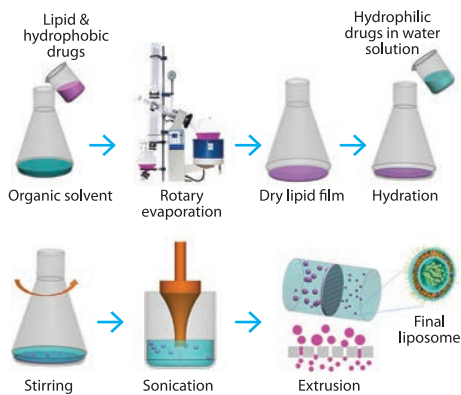 Lipid &
hydrophobic
drugs
Hydrophilic
drugs in water
solution
Organic solvent
Rotary
evaporation
Dry lipid film
Hydration
Stirring
Sonication
Extrusion
Final
liposome